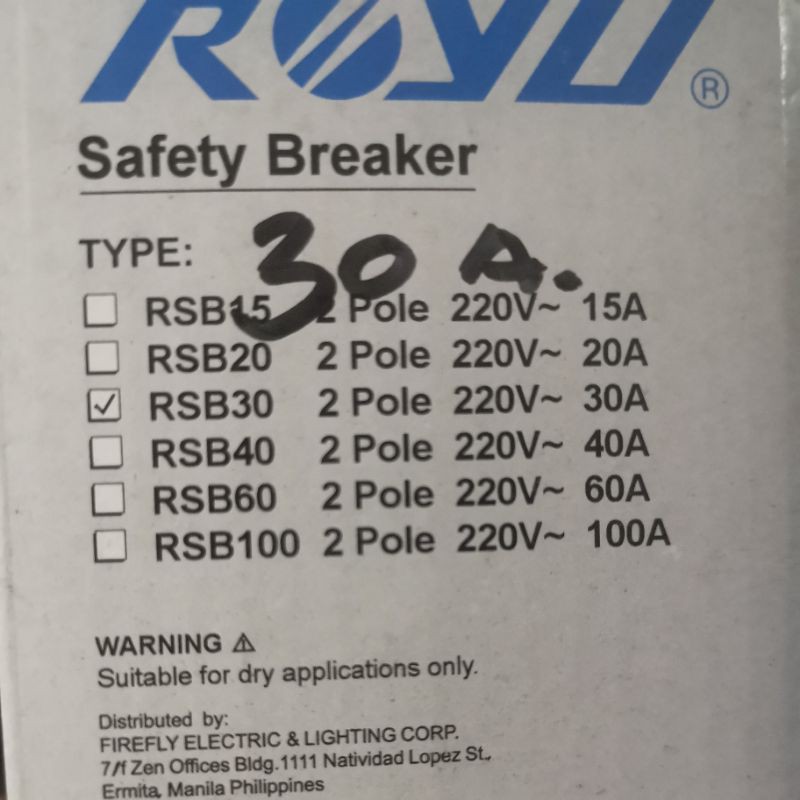 ROYU ®
Safety Breaker
TYPE: 30 A.
RSB15 2 Pole 220V~ 15A
RSB20 2 Pole 220V~ 20A
RSB30 2 Pole 220V~ 30A
RSB40 2 Pole 220V~ 40A
RSB60 2 Pole 220V~ 60A
RSB100 2 Pole 220V~ 100A
WARNING
Suitable for dry applications only.
Distributed by:
FIREFLY ELECTRIC & LIGHTING CORP.
7/f Zen Offices Bldg.1111 Natividad Lopez St.,
Ermita, Manila Philippines